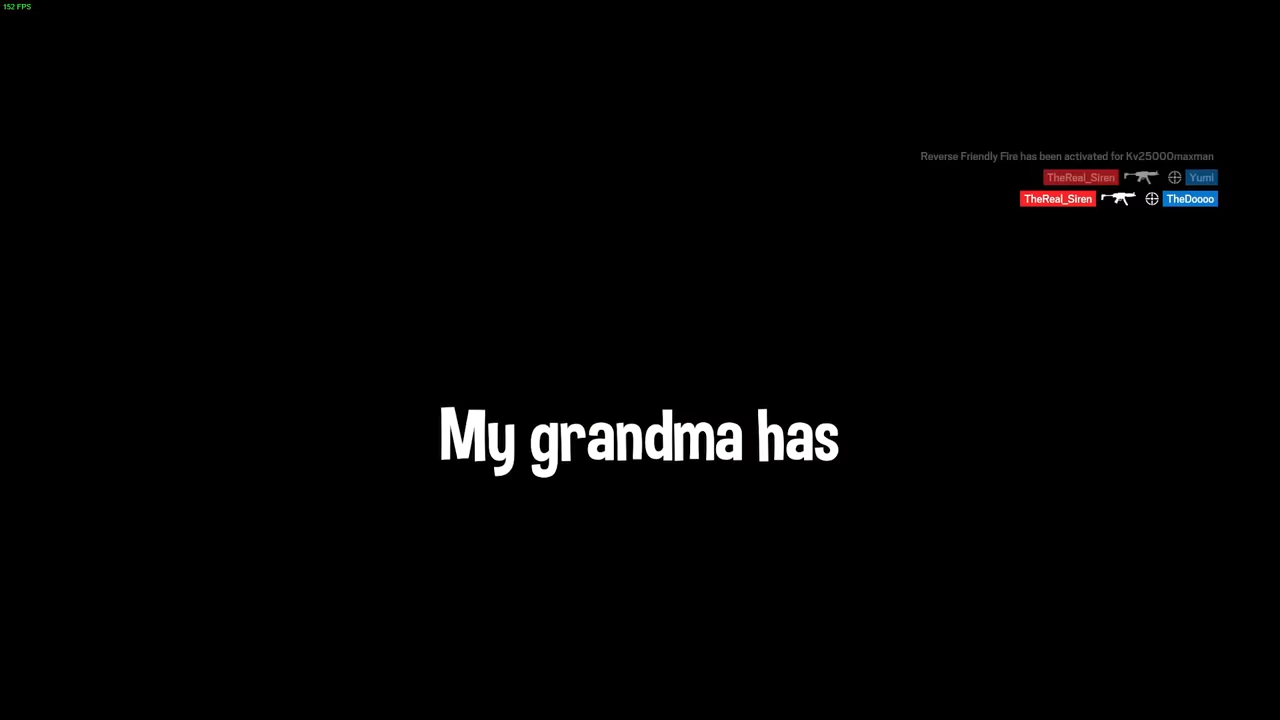 152 FPS
Reverse Friendly Fire has been activated for Kv25000maxman
TheReal_Siren Yumi
TheReal_Siren TheDoooo
My grandma has